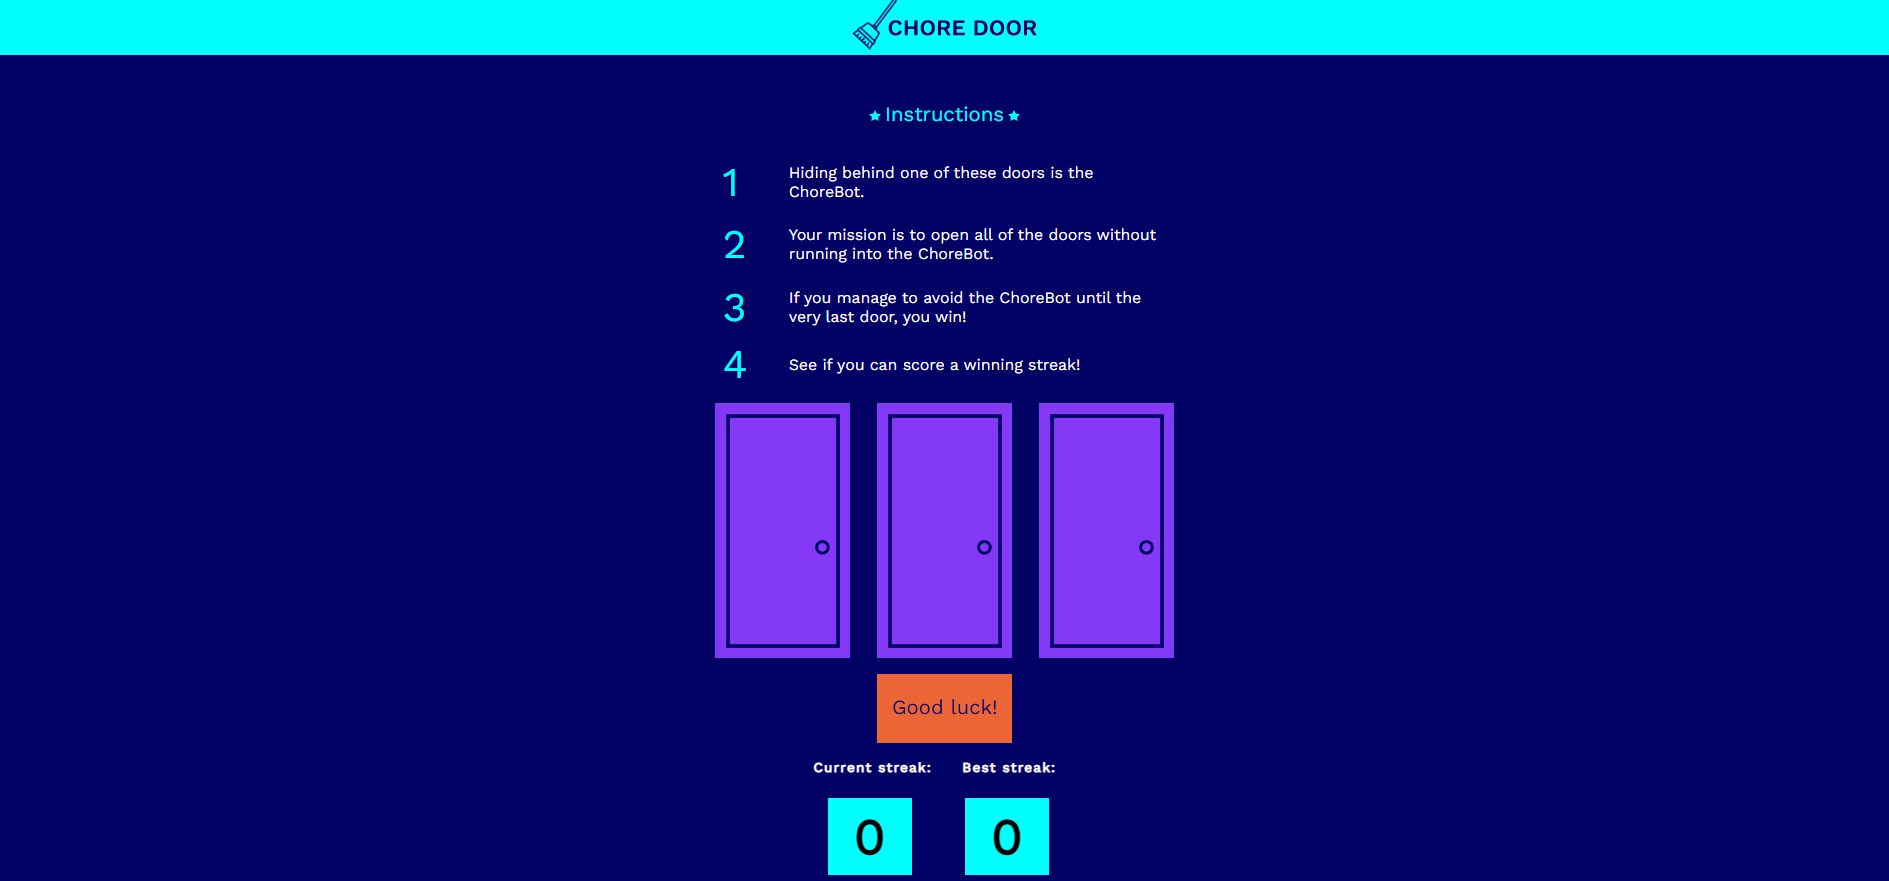 CHORE DOOR
Instructions
1
Hiding behind one of these doors is the
ChoreBot.
2
Your mission is to open all of the doors without
running into the ChoreBot.
3
If you manage to avoid the ChoreBot until the
very last door, you win!
4
See if you can score a winning streak!
Good luck!
Current streak: Best streak:
0 0